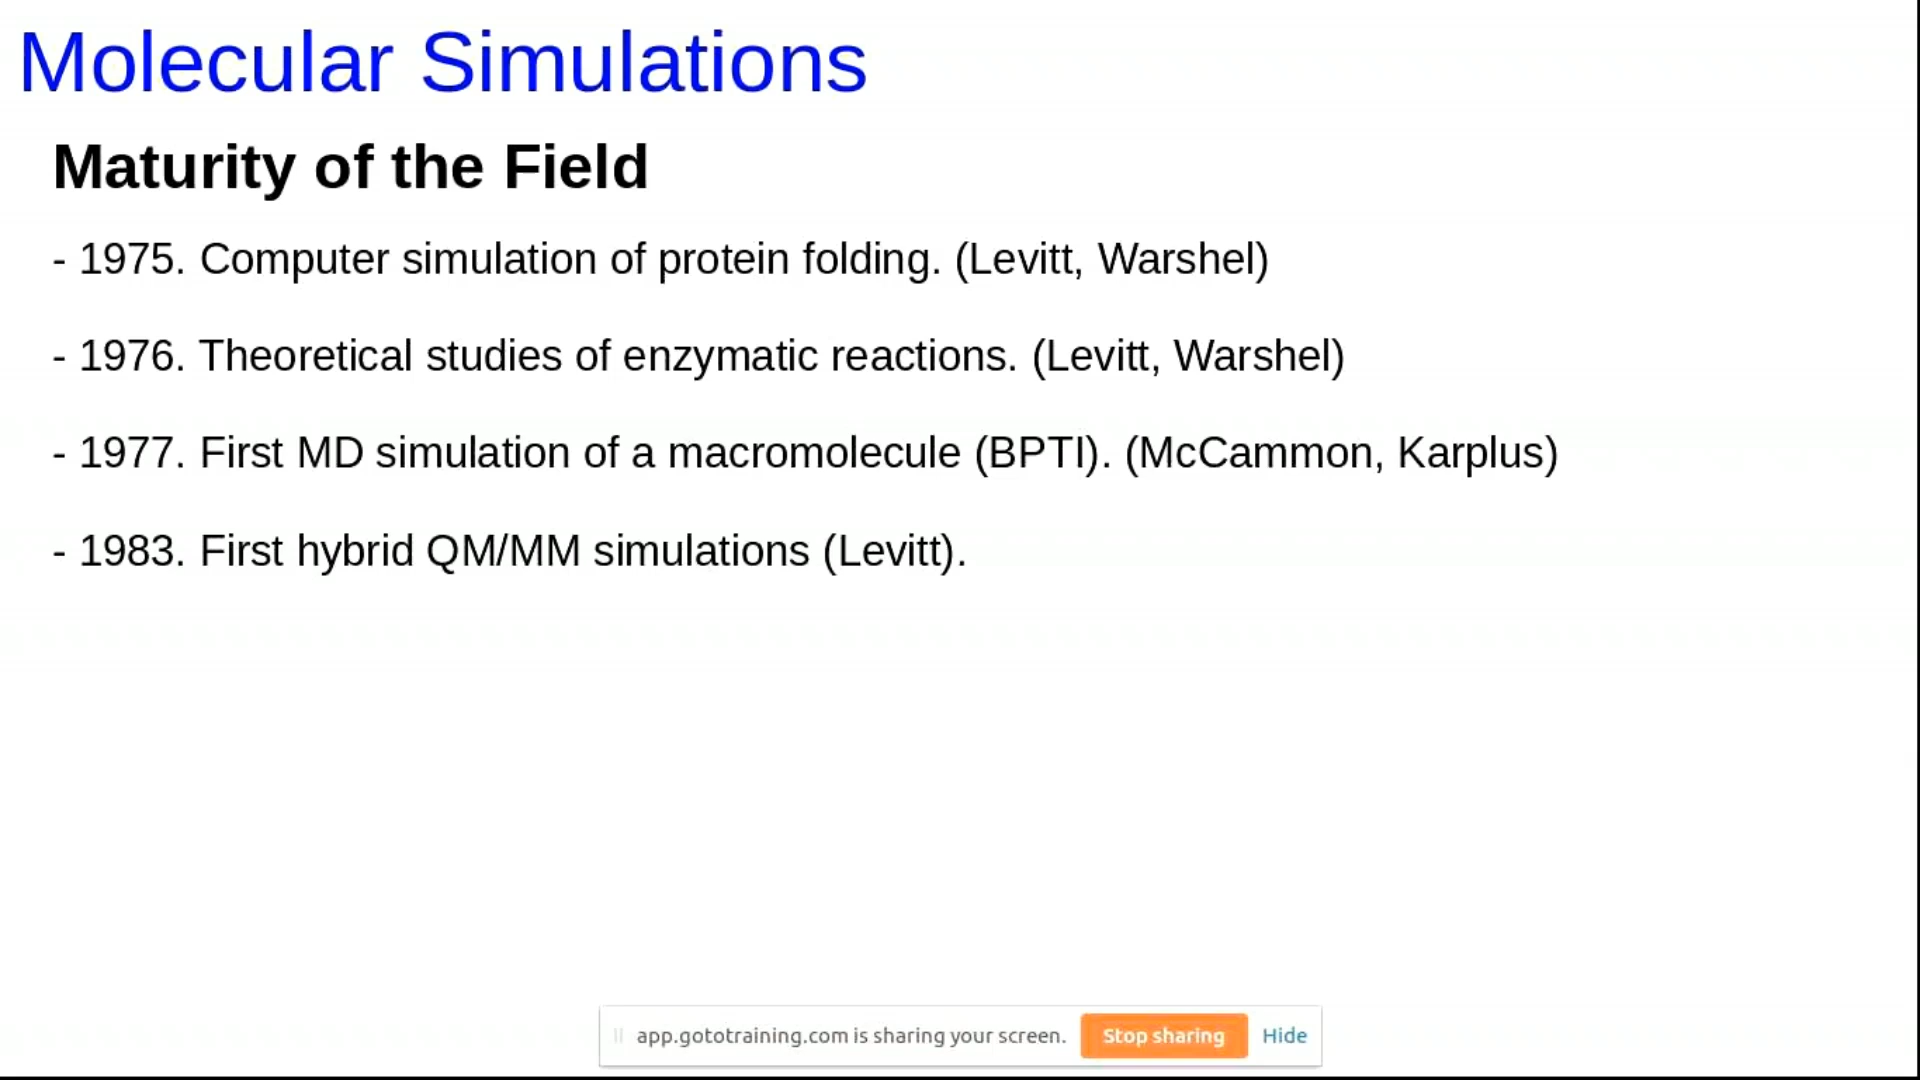 Molecular Simulations
Maturity of the Field
- 1975. Computer simulation of protein folding. (Levitt, Warshel)
- 1976. Theoretical studies of enzymatic reactions. (Levitt, Warshel)
- 1977. First MD simulation of a macromolecule (BPTI). (McCammon, Karplus)
- 1983. First hybrid QM/MM simulations (Levitt).
app.gototraining.com is sharing your screen. Stop sharing Hide